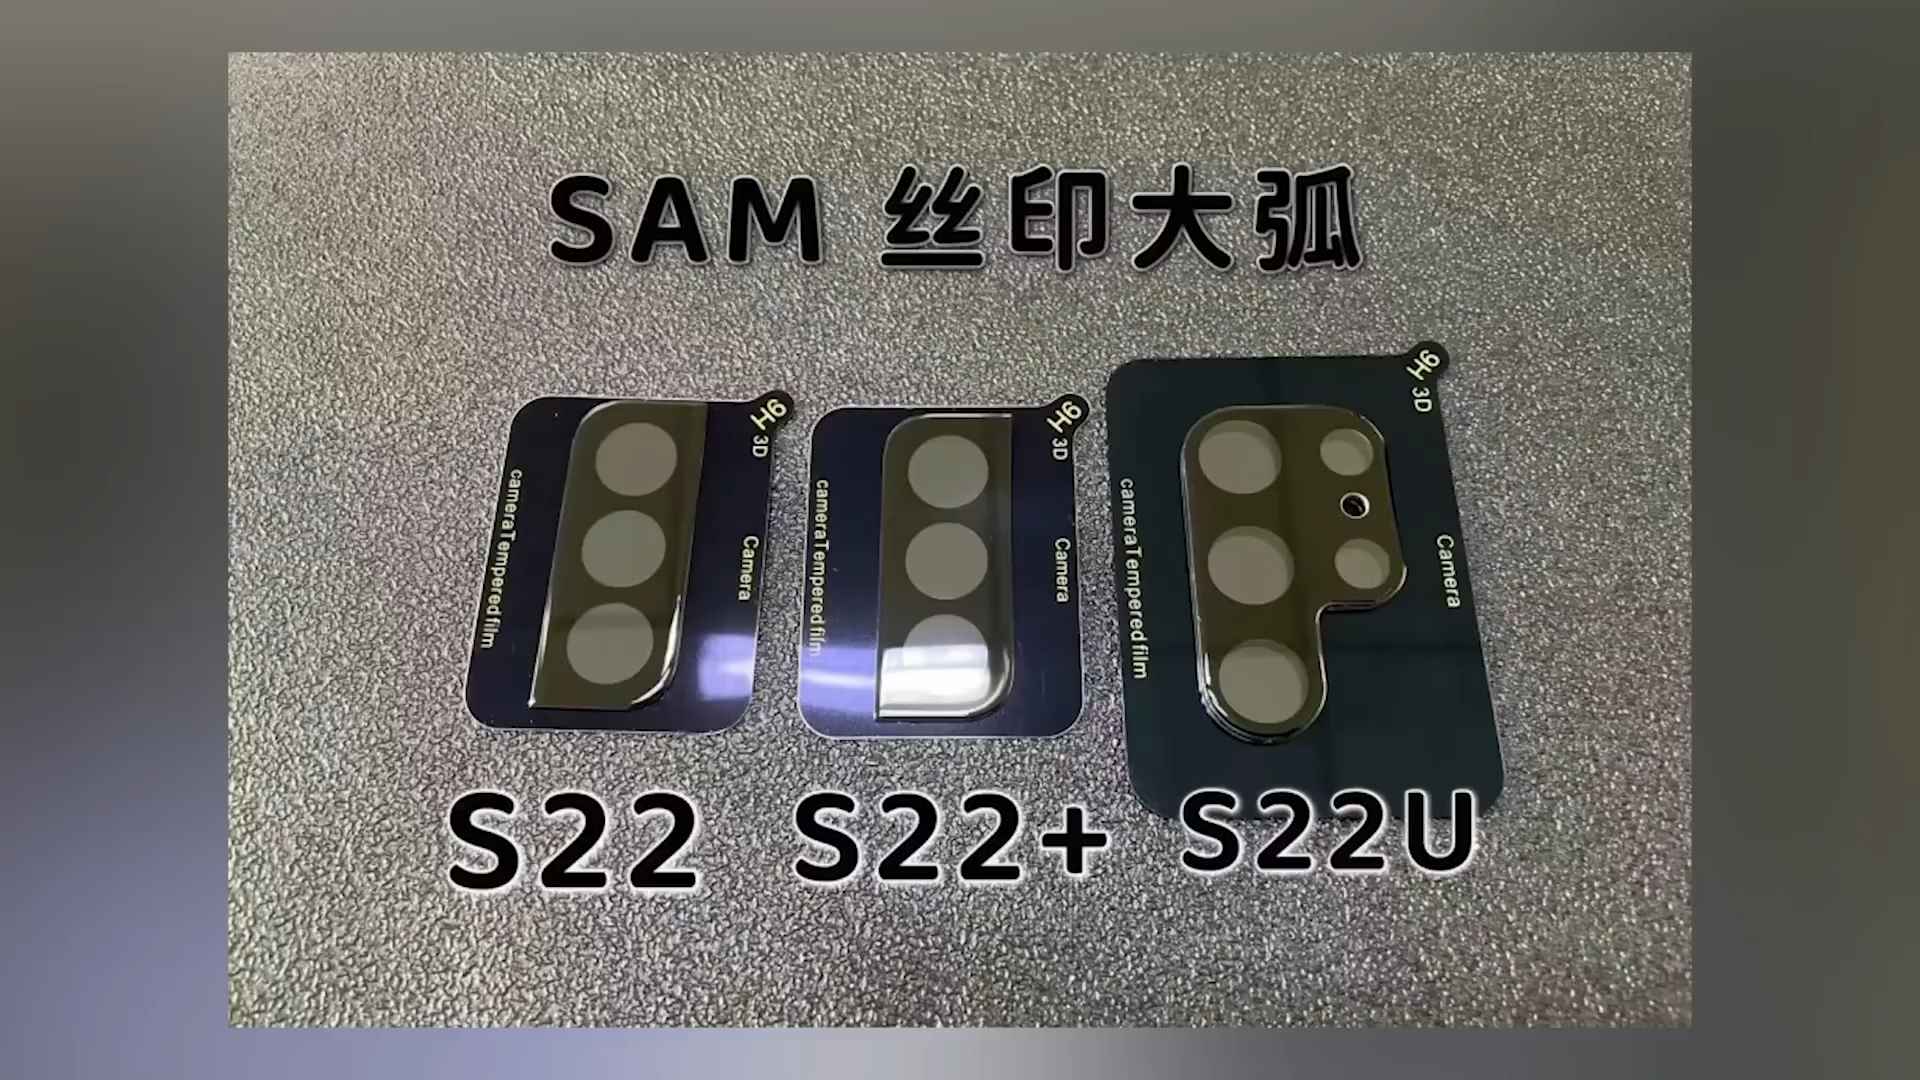 SAM 丝印大弧
9H
3D
cameraTempered film
Camera
9H
3D
cameraTempered film
Camera
9H
3D
cameraTempered film
Camera
S22
S22+
S22U